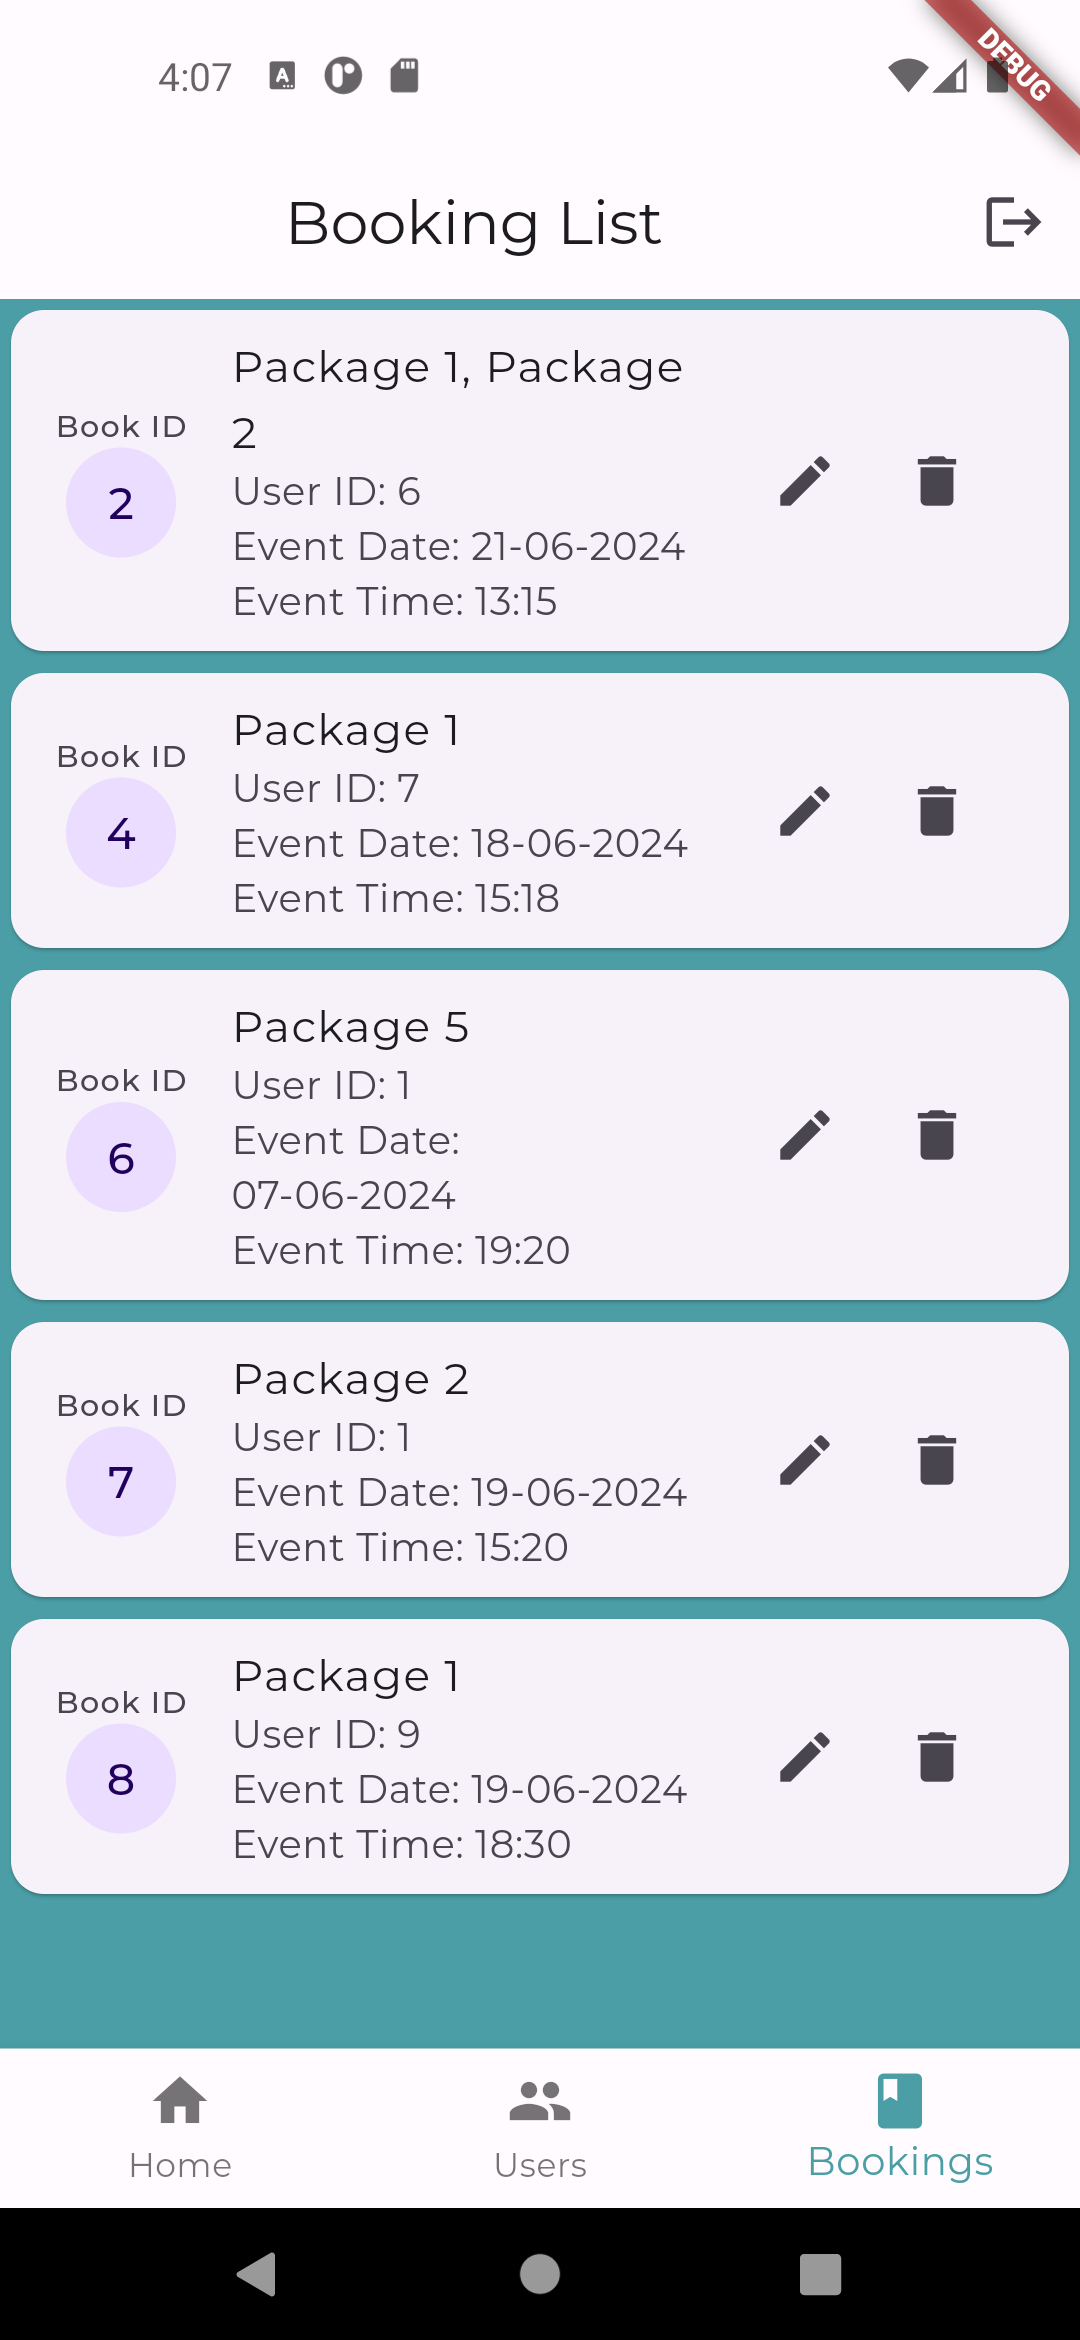 4:07
DEBUG
Booking List
Package 1, Package
2
Book ID
2
User ID: 6
Event Date: 21-06-2024
Event Time: 13:15
Package 1
Book ID
4
User ID: 7
Event Date: 18-06-2024
Event Time: 15:18
Package 5
Book ID
6
User ID: 1
Event Date:
07-06-2024
Event Time: 19:20
Package 2
Book ID
7
User ID: 1
Event Date: 19-06-2024
Event Time: 15:20
Package 1
Book ID
8
User ID: 9
Event Date: 19-06-2024
Event Time: 18:30
Home
Users
Bookings